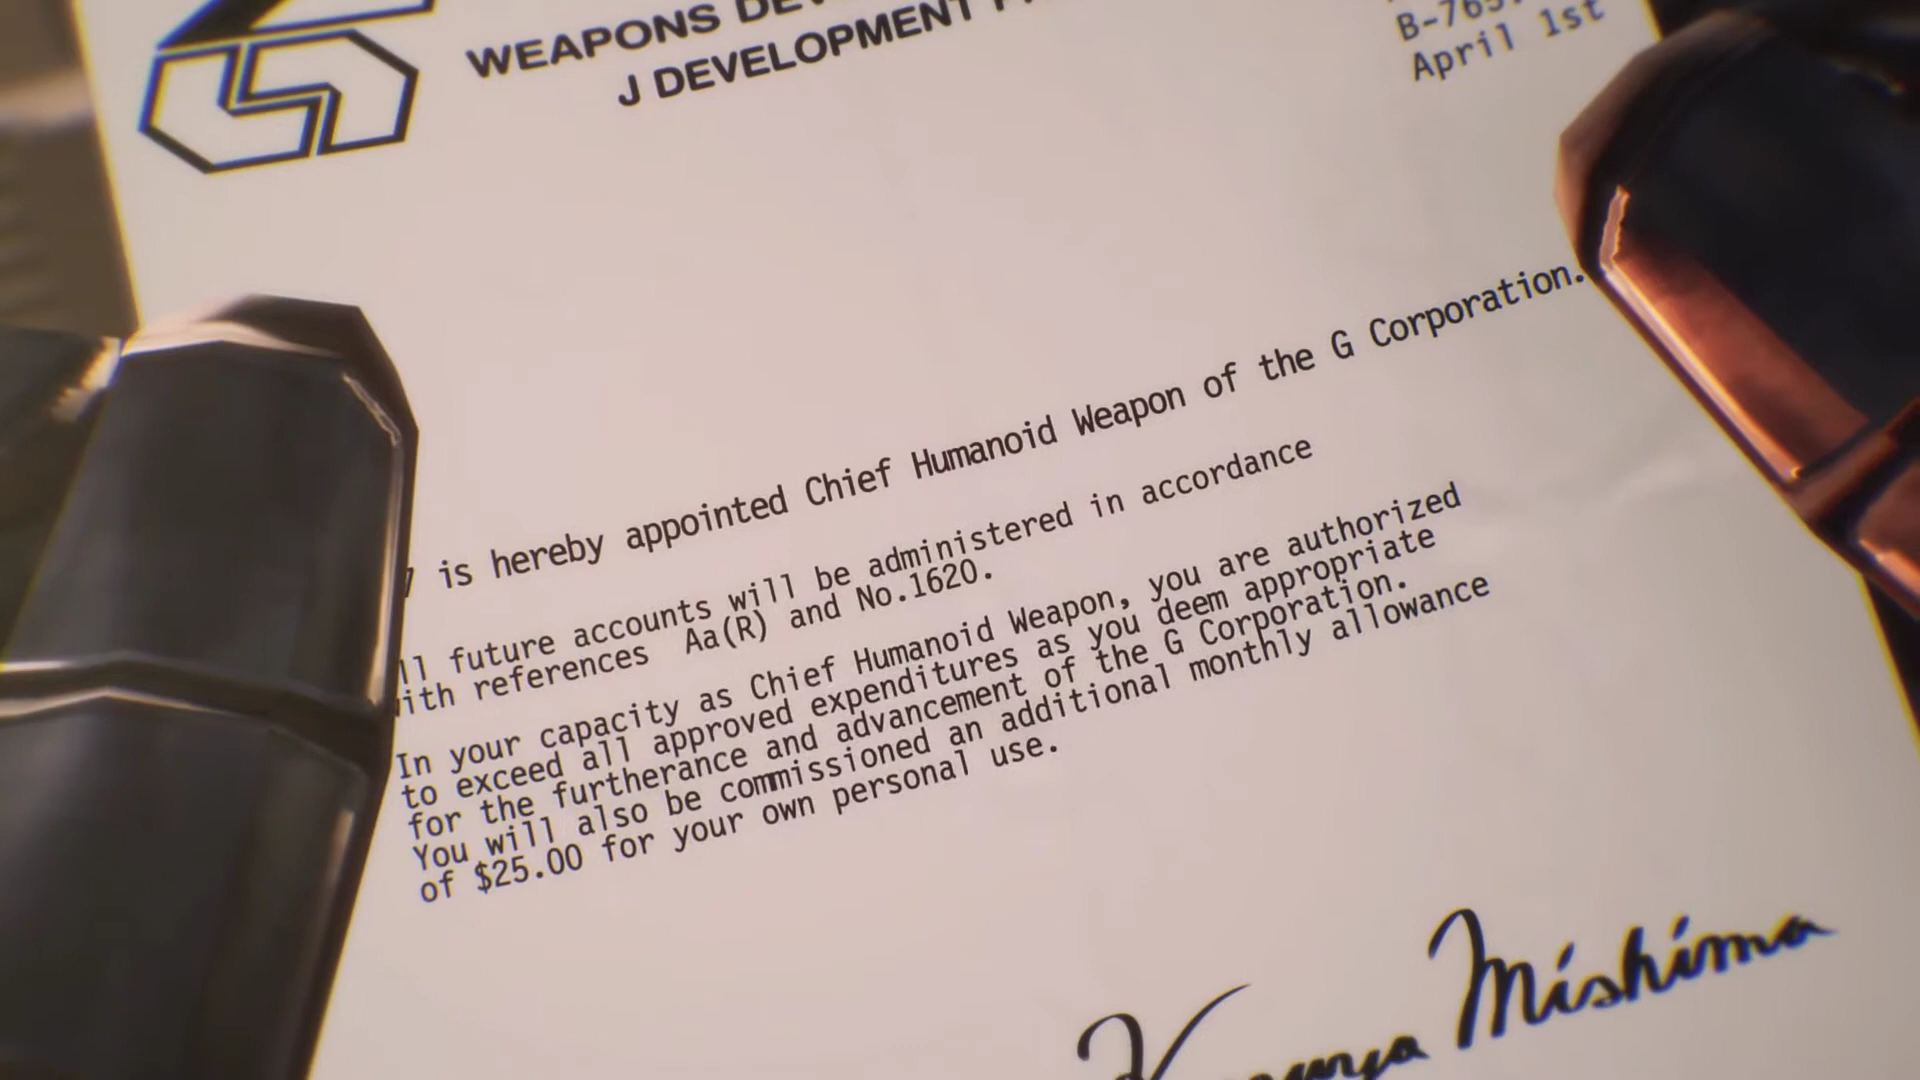 WEAPONS
J DEVELOPMENT
April 1st
is hereby appointed Chief Humanoid Weapon of the G Corporation.
future accounts will be administered in accordance
with references Aa(R) and No.1620.
In your capacity as Chief Humanoid Weapon, you are authorized
to exceed all approved expenditures as you deem appropriate
for the furtherance and advancement of the G Corporation.
You will also be commissioned an additional monthly allowance
of $25.00 for your own personal use.
Mishima